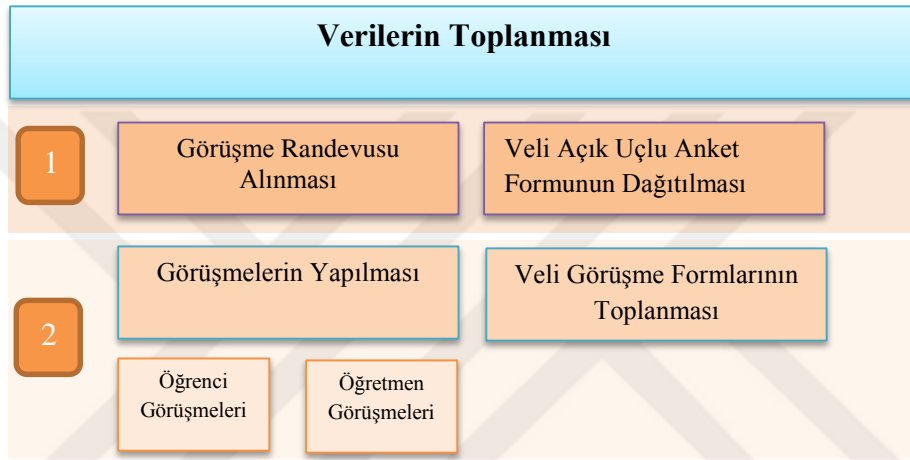 Verilerin Toplanması
1
Görüşme Randevusu
Alınması
Veli Açık Uçlu Anket
Formunun Dağıtılması
2
Görüşmelerin Yapılması
Veli Görüşme Formlarının
Toplanması
Öğrenci
Görüşmeleri
Öğretmen
Görüşmeleri